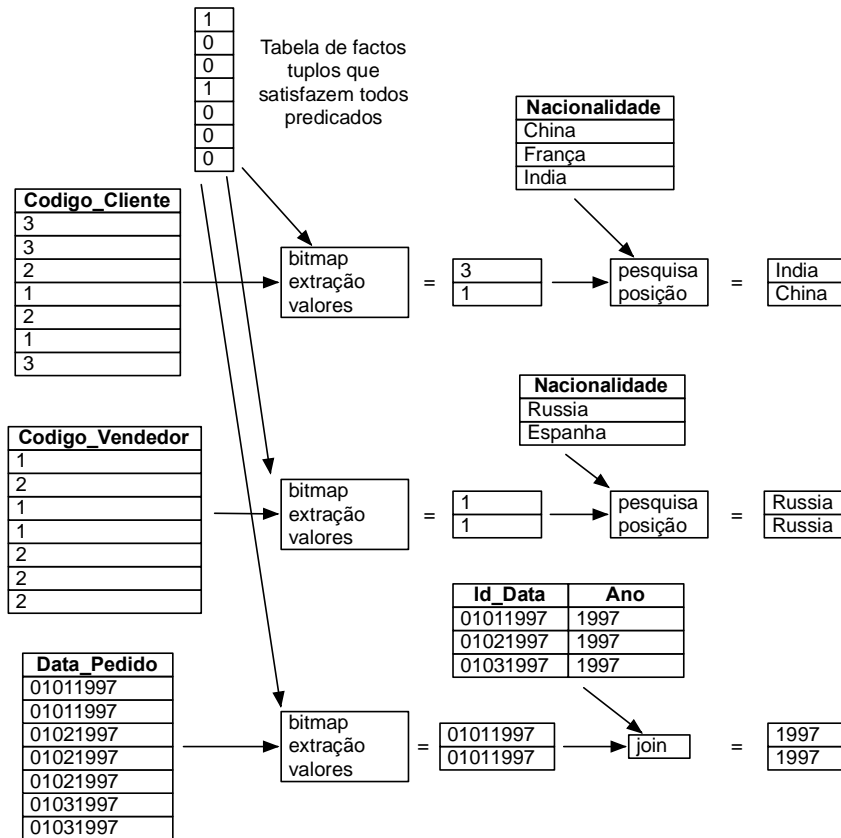 1
0
0
1
0
0
0
Tabela de factos
tuplos que
satisfazem todos
predicados
Nacionalidade
China
França
India
Codigo_Cliente
3
3
2
1
2
1
3
bitmap
extração
valores
=
3
1
pesquisa
posição
=
India
China
Nacionalidade
Russia
Espanha
Codigo_Vendedor
1
2
1
1
2
2
2
bitmap
extração
valores
=
1
1
pesquisa
posição
=
Russia
Russia
Id_Data Ano
01011997 1997
01021997 1997
01031997 1997
Data_Pedido
01011997
01011997
01021997
01021997
01021997
01031997
01031997
bitmap
extração
valores
=
01011997
01011997
join
=
1997
1997